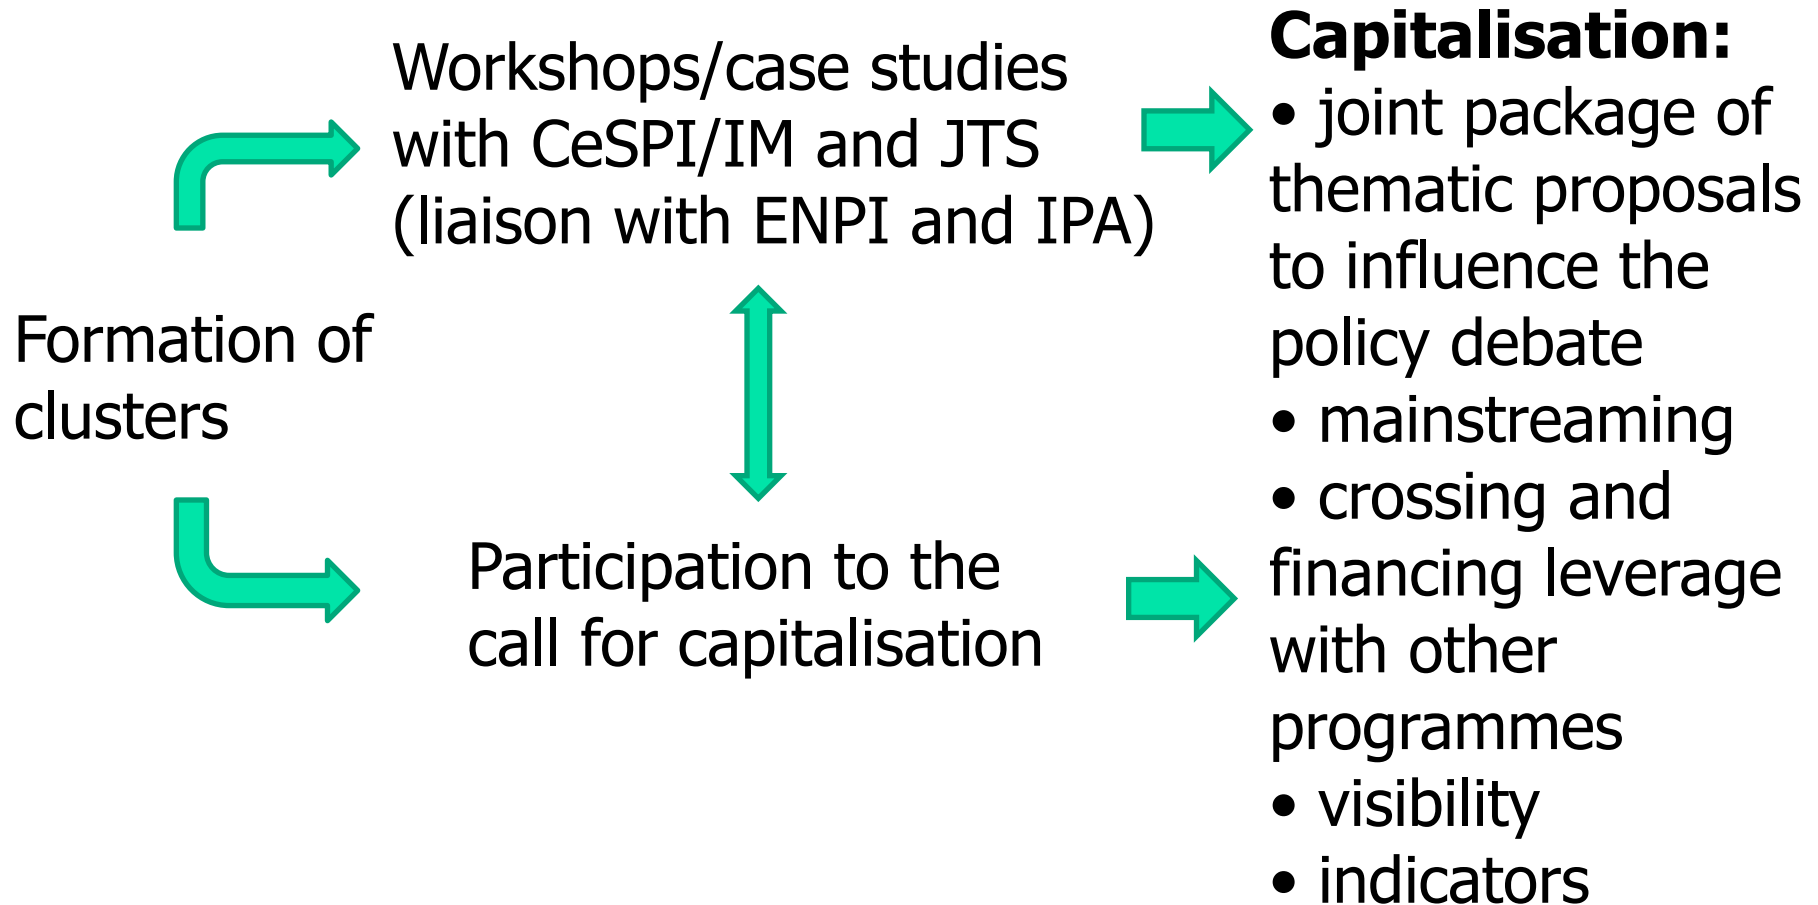 Formation of
clusters
Workshops/case studies
with CeSPI/IM and JTS
(liaison with ENPI and IPA)
Participation to the
call for capitalisation
Capitalisation:
• joint package of
thematic proposals
to influence the
policy debate
• mainstreaming
• crossing and
financing leverage
with other
programmes
• visibility
• indicators